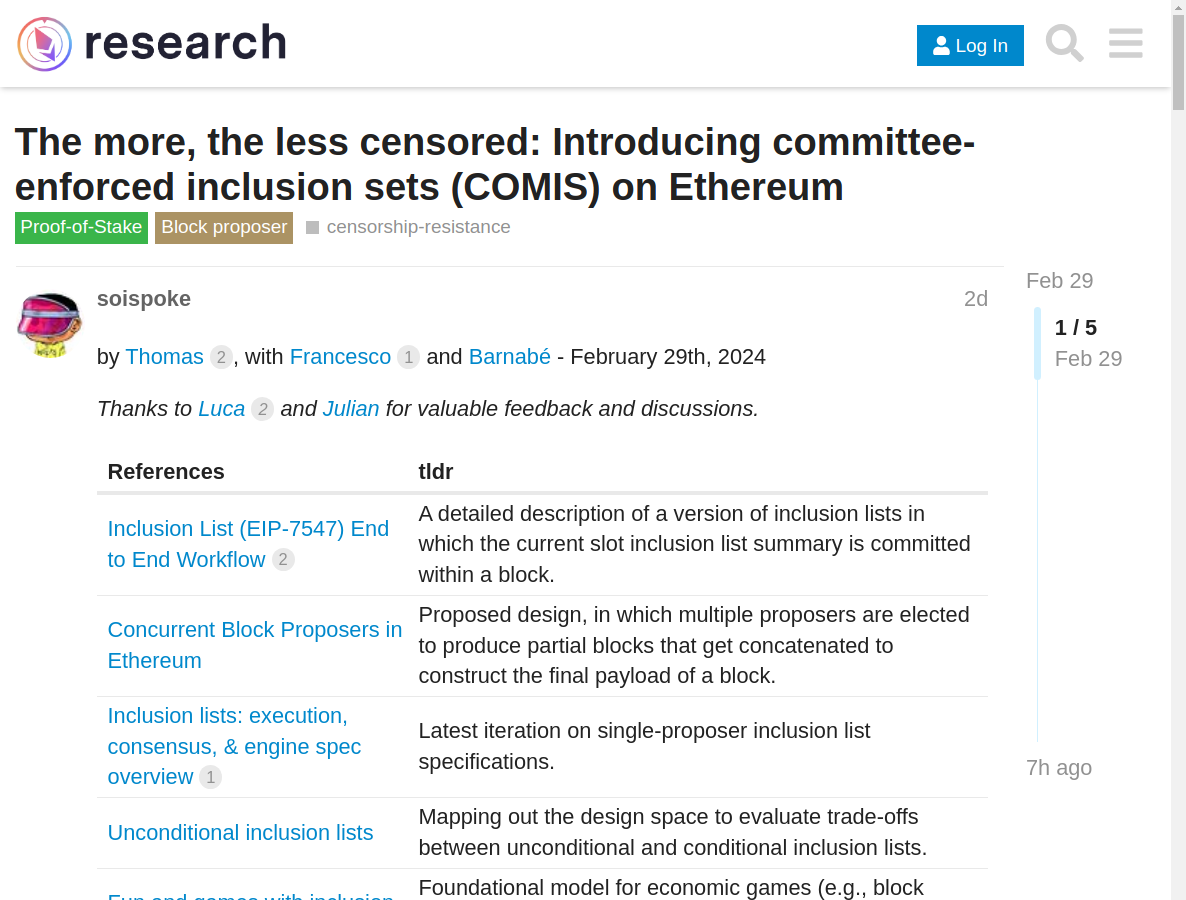 research
Log In
The more, the less censored: Introducing committee-
enforced inclusion sets (COMIS) on Ethereum
Proof-of-Stake Block proposer censorship-resistance
soispoke 2d
by Thomas 2, with Francesco 1 and Barnabé - February 29th, 2024
Thanks to Luca 2 and Julian for valuable feedback and discussions.
References tldr
Inclusion List (EIP-7547) End
to End Workflow 2
A detailed description of a version of inclusion lists in
which the current slot inclusion list summary is committed
within a block.
Concurrent Block Proposers in
Ethereum
Proposed design, in which multiple proposers are elected
to produce partial blocks that get concatenated to
construct the final payload of a block.
Inclusion lists: execution,
consensus, & engine spec
overview 1
Latest iteration on single-proposer inclusion list
specifications.
Unconditional inclusion lists
Mapping out the design space to evaluate trade-offs
between unconditional and conditional inclusion lists.
Fun and games with inclusion
Foundational model for economic games (e.g., block
Feb 29
1 / 5
Feb 29
7h ago